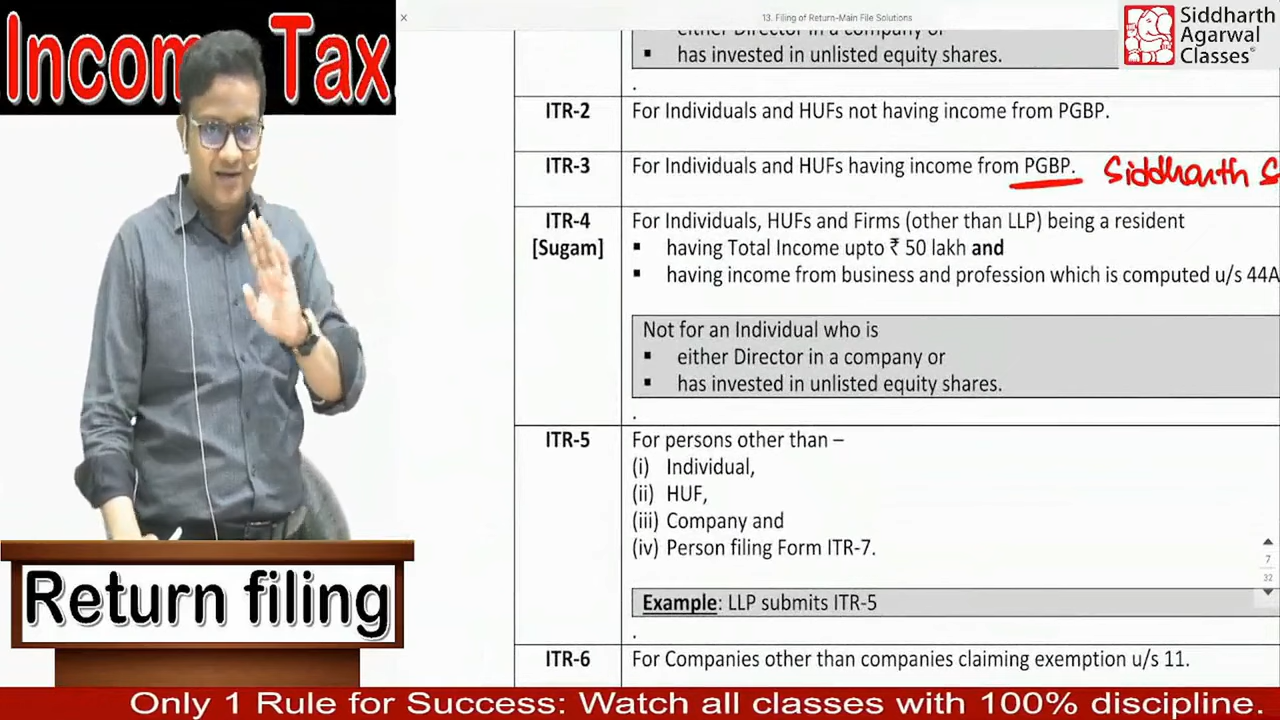 Income Tax
13. Filing of Return-Main File Solutions
Siddharth
Agarwal
Classes
either Director in a company or
▪ has invested in unlisted equity shares.
.
ITR-2 For Individuals and HUFs not having income from PGBP.
ITR-3 For Individuals and HUFs having income from PGBP. Siddharth S
ITR-4 For Individuals, HUFs and Firms (other than LLP) being a resident
[Sugam] ▪ having Total Income upto ₹ 50 lakh and
▪ having income from business and profession which is computed u/s 44A
Not for an Individual who is
▪ either Director in a company or
▪ has invested in unlisted equity shares.
.
ITR-5 For persons other than –
(i) Individual,
(ii) HUF,
(iii) Company and
(iv) Person filing Form ITR-7.
7
32
Example: LLP submits ITR-5
.
ITR-6 For Companies other than companies claiming exemption u/s 11.
Return filing
Only 1 Rule for Success: Watch all classes with 100% discipline.